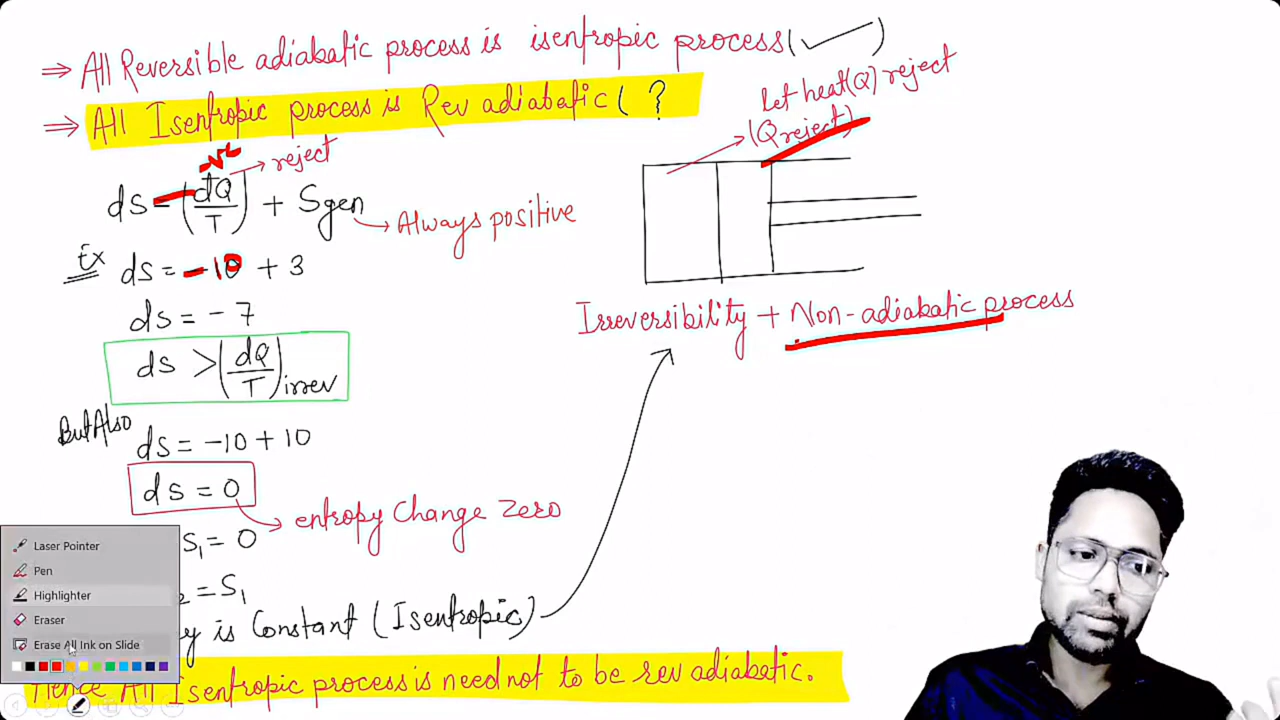 ⇒ All Reversible adiabatic process is isentropic process(✓)
⇒ All Isentropic process is Rev adiabatic ( ?
let heat(Q) reject
(Q reject)
-ve
reject
ds = (dQ/T) + Sgen
Always positive
Ex ds = -10 + 3
ds = -7
Irreversibility + Non-adiabatic process
ds > (dQ/T)irrev
But Also
ds = -10 + 10
ds = 0
entropy Change Zero
S₁ = 0
= S₁
is Constant (Isentropic)
Hence All Isentropic process is need not to be rev adiabatic.
Laser Pointer
Pen
Highlighter
Eraser
Erase All Ink on Slide